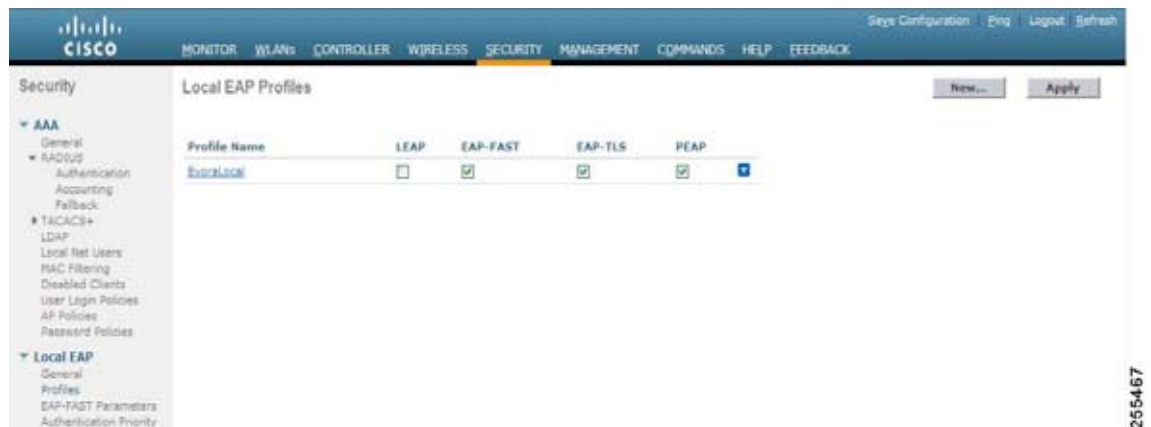 Save Configuration Ping Logout Refresh
CISCO
MONITOR WLANs CONTROLLER WIRELESS SECURITY MANAGEMENT COMMANDS HELP FEEDBACK
Security
Local EAP Profiles
New...
Apply
AAA
General
RADIUS
Authentication
Accounting
Fallback
TACACS+
LDAP
Local Net Users
MAC Filtering
Disabled Clients
User Login Policies
AP Policies
Password Policies
Local EAP
General
Profiles
EAP-FAST Parameters
Authentication Priority
Profile Name LEAP EAP-FAST EAP-TLS PEAP
EvoraLocal
255467